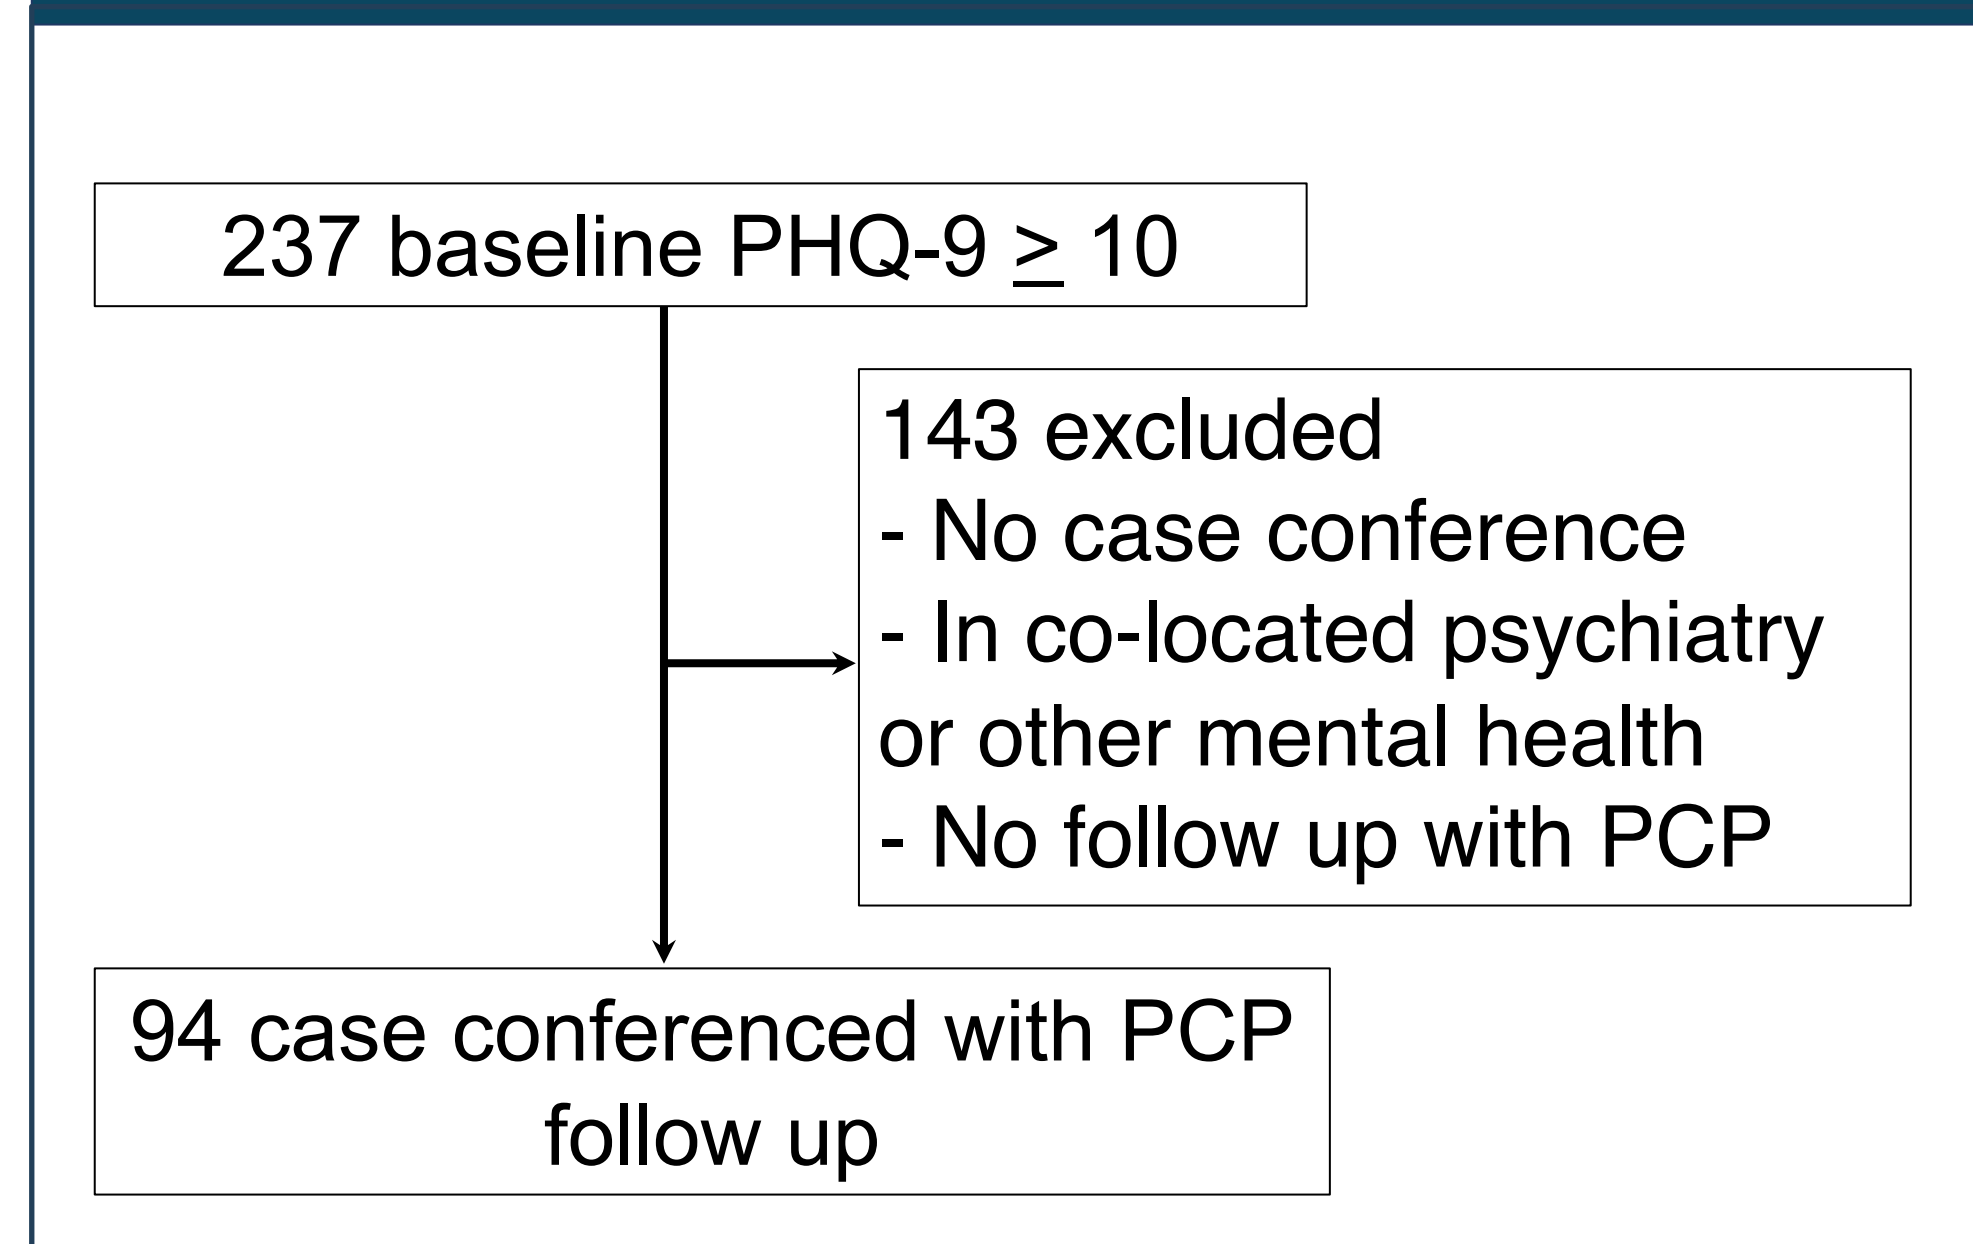 237 baseline PHQ-9 ≥ 10
143 excluded
- No case conference
- In co-located psychiatry
or other mental health
- No follow up with PCP
94 case conferenced with PCP
follow up